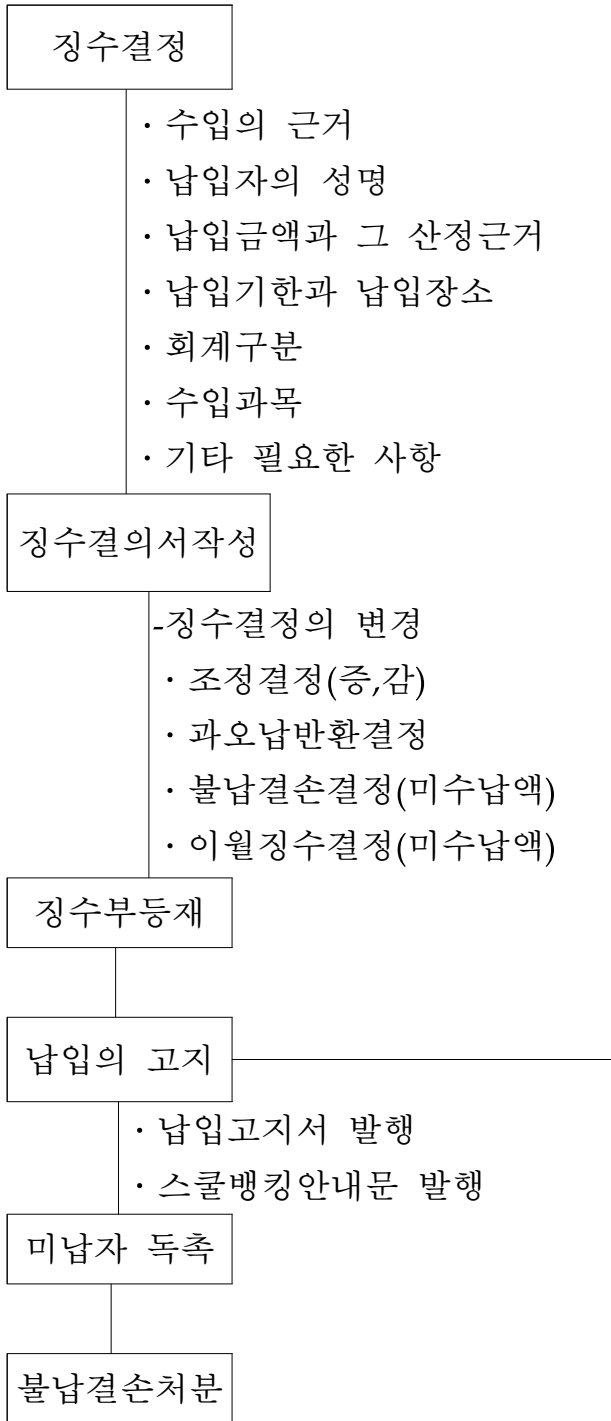 징수결정
· 수입의 근거
· 납입자의 성명
· 납입금액과 그 산정근거
· 납입기한과 납입장소
· 회계구분
· 수입과목
· 기타 필요한 사항
징수결의서작성
-징수결정의 변경
· 조정결정(증,감)
· 과오납반환결정
· 불납결손결정(미수납액)
· 이월징수결정(미수납액)
징수부등재
납입의 고지
· 납입고지서 발행
· 스쿨뱅킹안내문 발행
미납자 독촉
불납결손처분